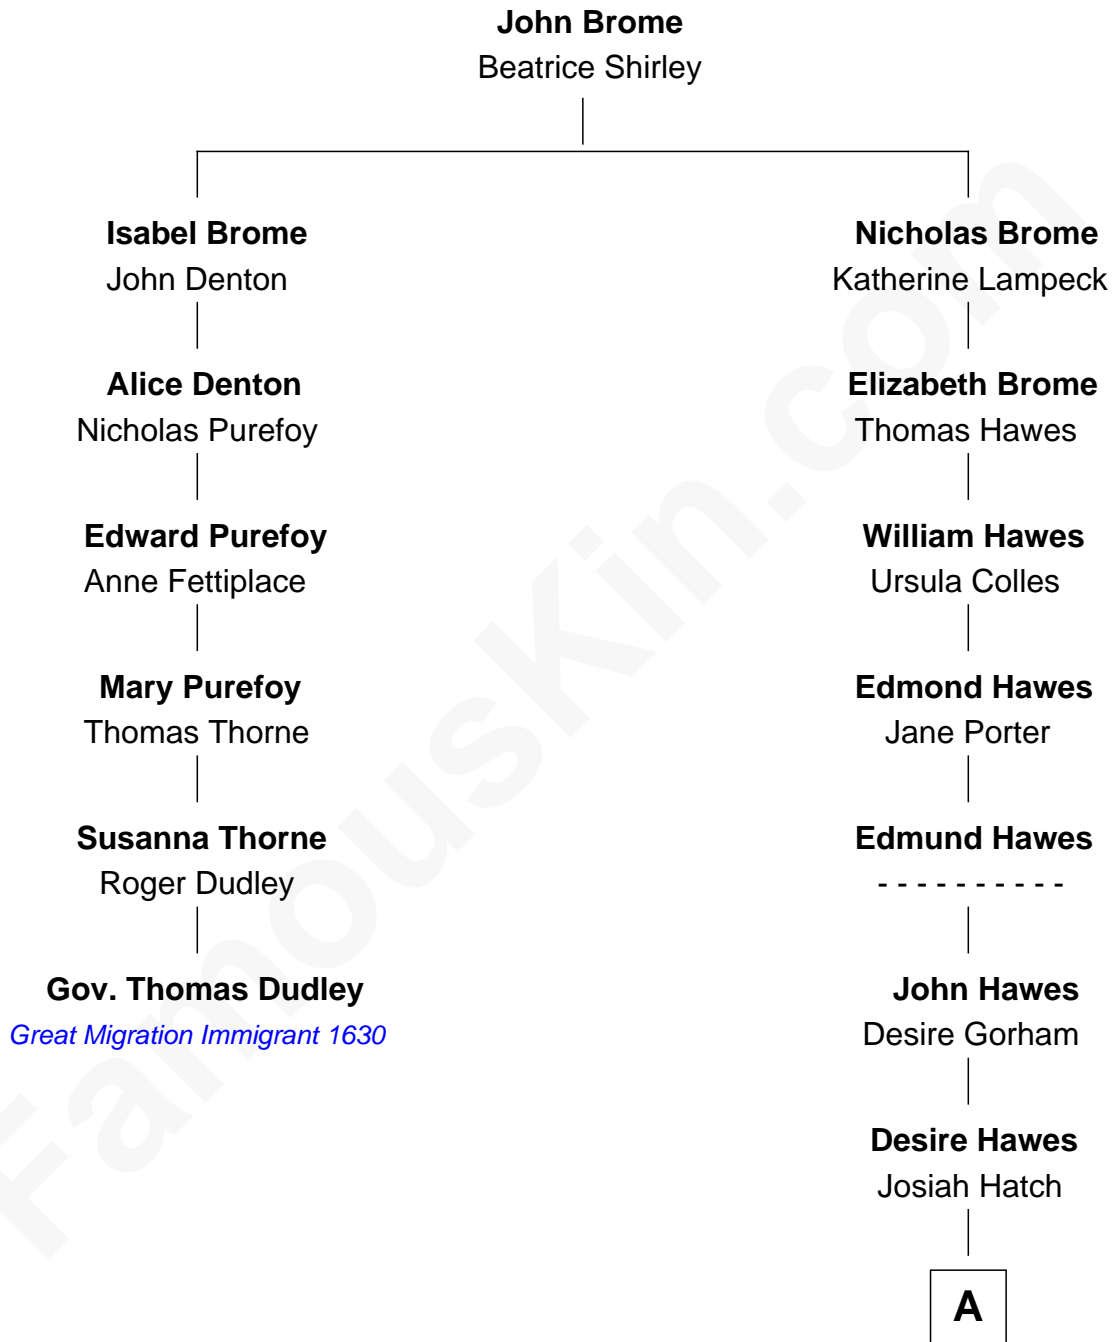 John Brome
Beatrice Shirley
Isabel Brome
John Denton
Nicholas Brome
Katherine Lampeck
Alice Denton
Nicholas Purefoy
Elizabeth Brome
Thomas Hawes
Edward Purefoy
Anne Fettiplace
William Hawes
Ursula Colles
Mary Purefoy
Thomas Thorne
Edmond Hawes
Jane Porter
Susanna Thorne
Roger Dudley
Edmund Hawes
- - - - - - - - - -
Gov. Thomas Dudley
Great Migration Immigrant 1630
John Hawes
Desire Gorham
Desire Hawes
Josiah Hatch
A
FamousKin.com